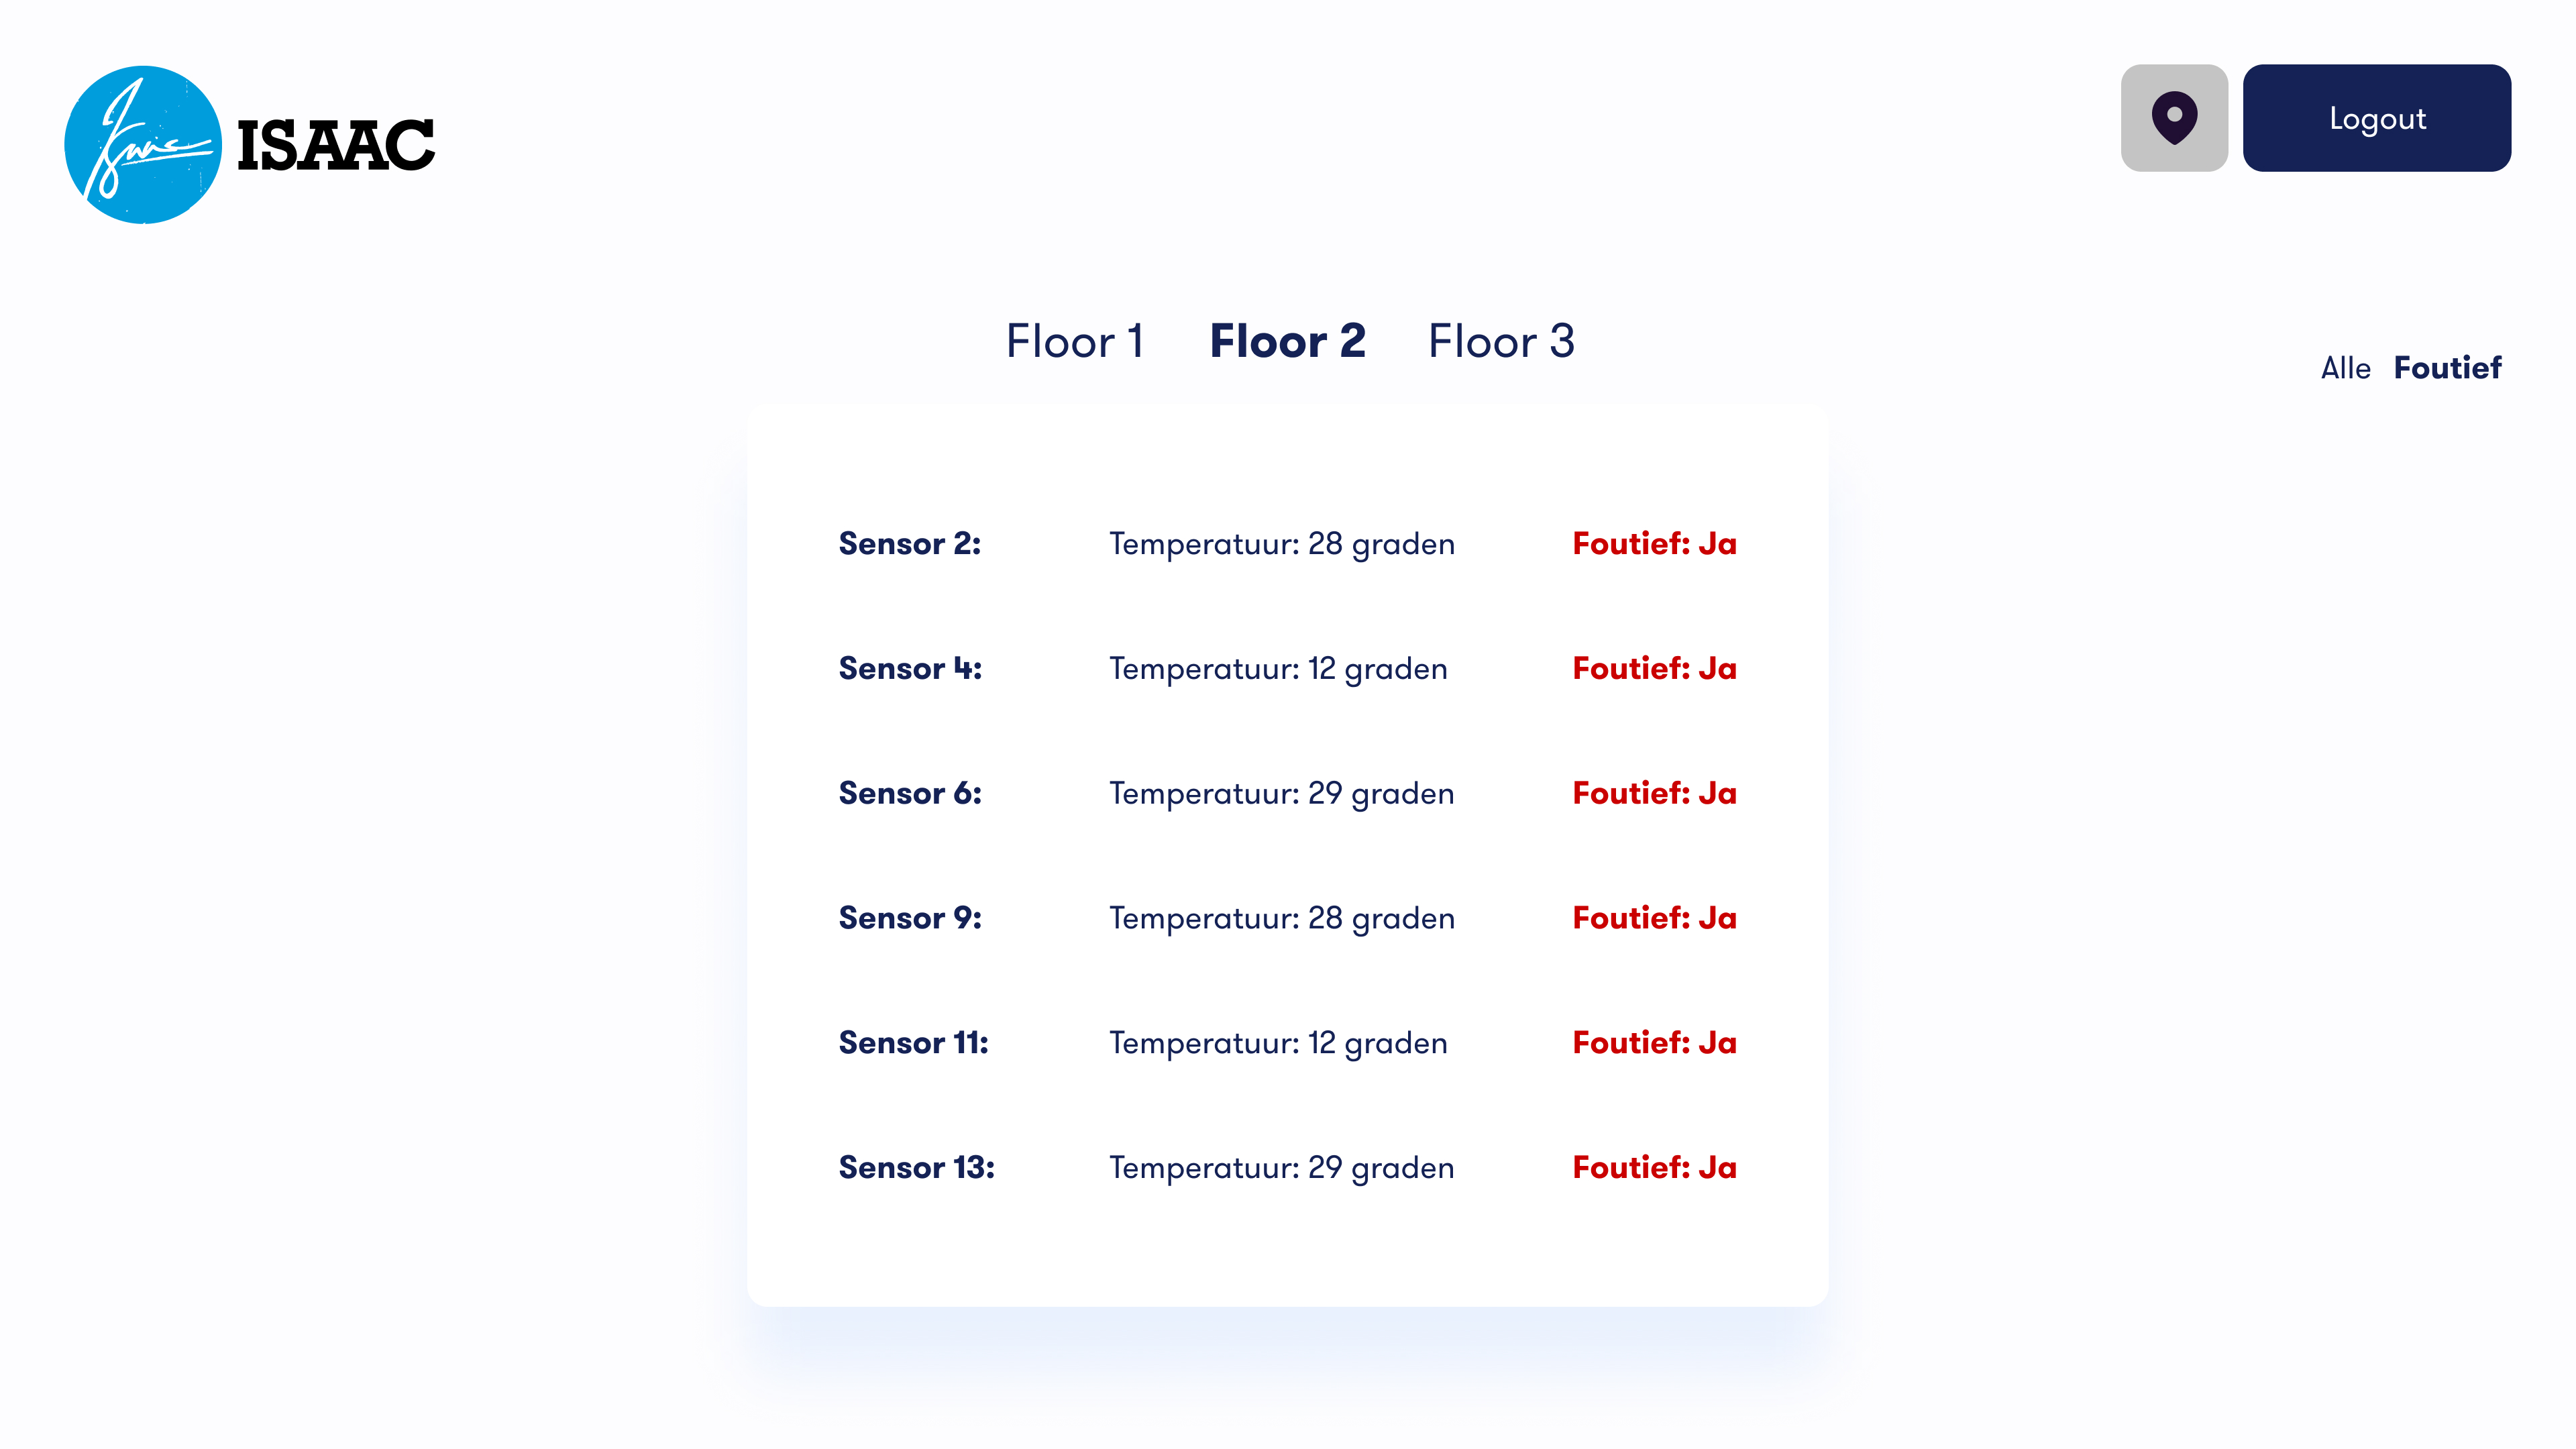 ISAAC
Logout
Floor 1 Floor 2 Floor 3
Alle Foutief
Sensor 2: Temperatuur: 28 graden Foutief: Ja
Sensor 4: Temperatuur: 12 graden Foutief: Ja
Sensor 6: Temperatuur: 29 graden Foutief: Ja
Sensor 9: Temperatuur: 28 graden Foutief: Ja
Sensor 11: Temperatuur: 12 graden Foutief: Ja
Sensor 13: Temperatuur: 29 graden Foutief: Ja